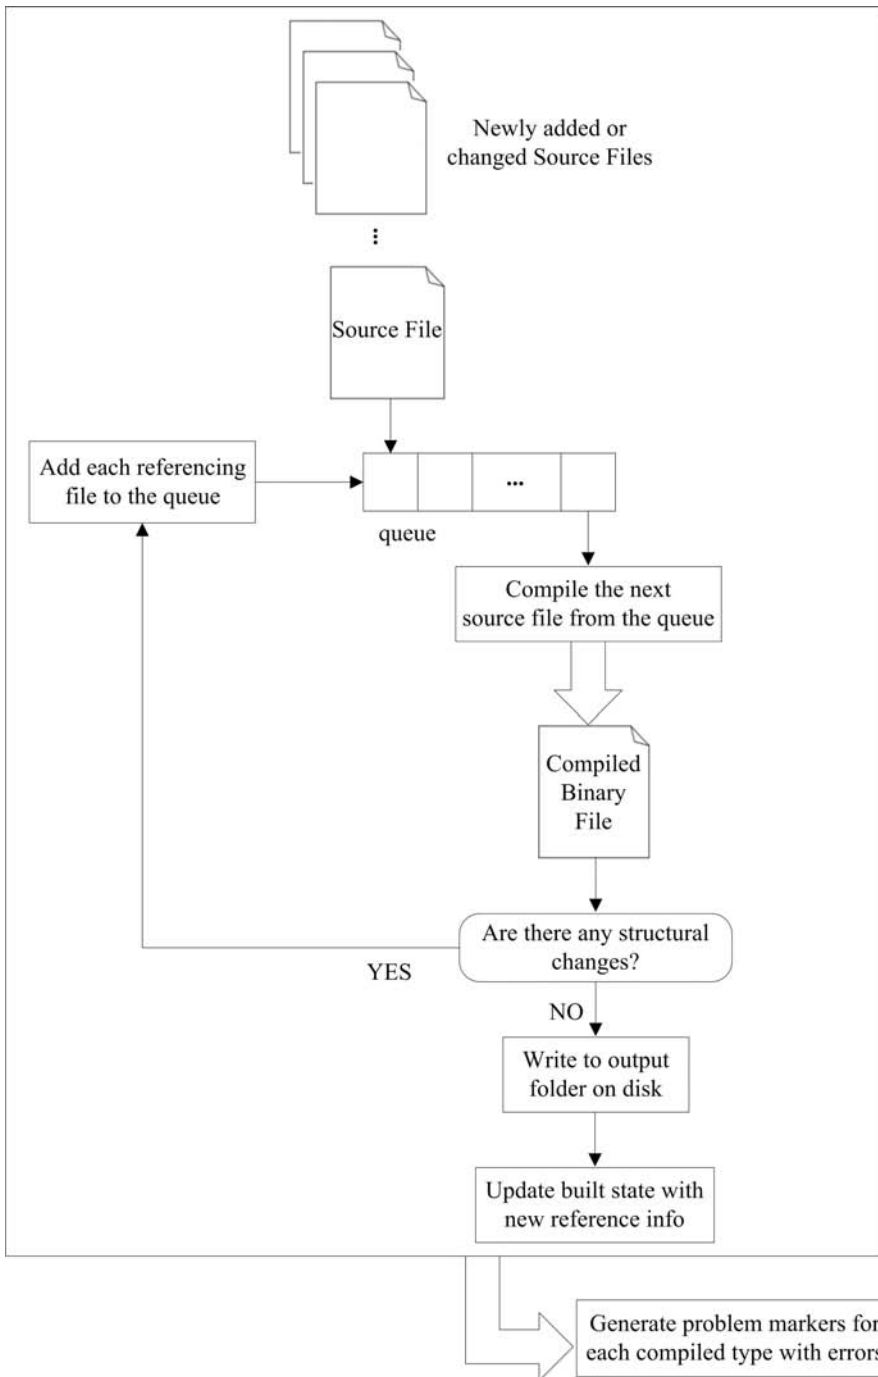 Newly added or
changed Source Files
...
Source File
Add each referencing
file to the queue
...
queue
Compile the next
source file from the queue
Compiled
Binary
File
Are there any structural
changes?
YES
NO
Write to output
folder on disk
Update built state with
new reference info
Generate problem markers for
each compiled type with errors